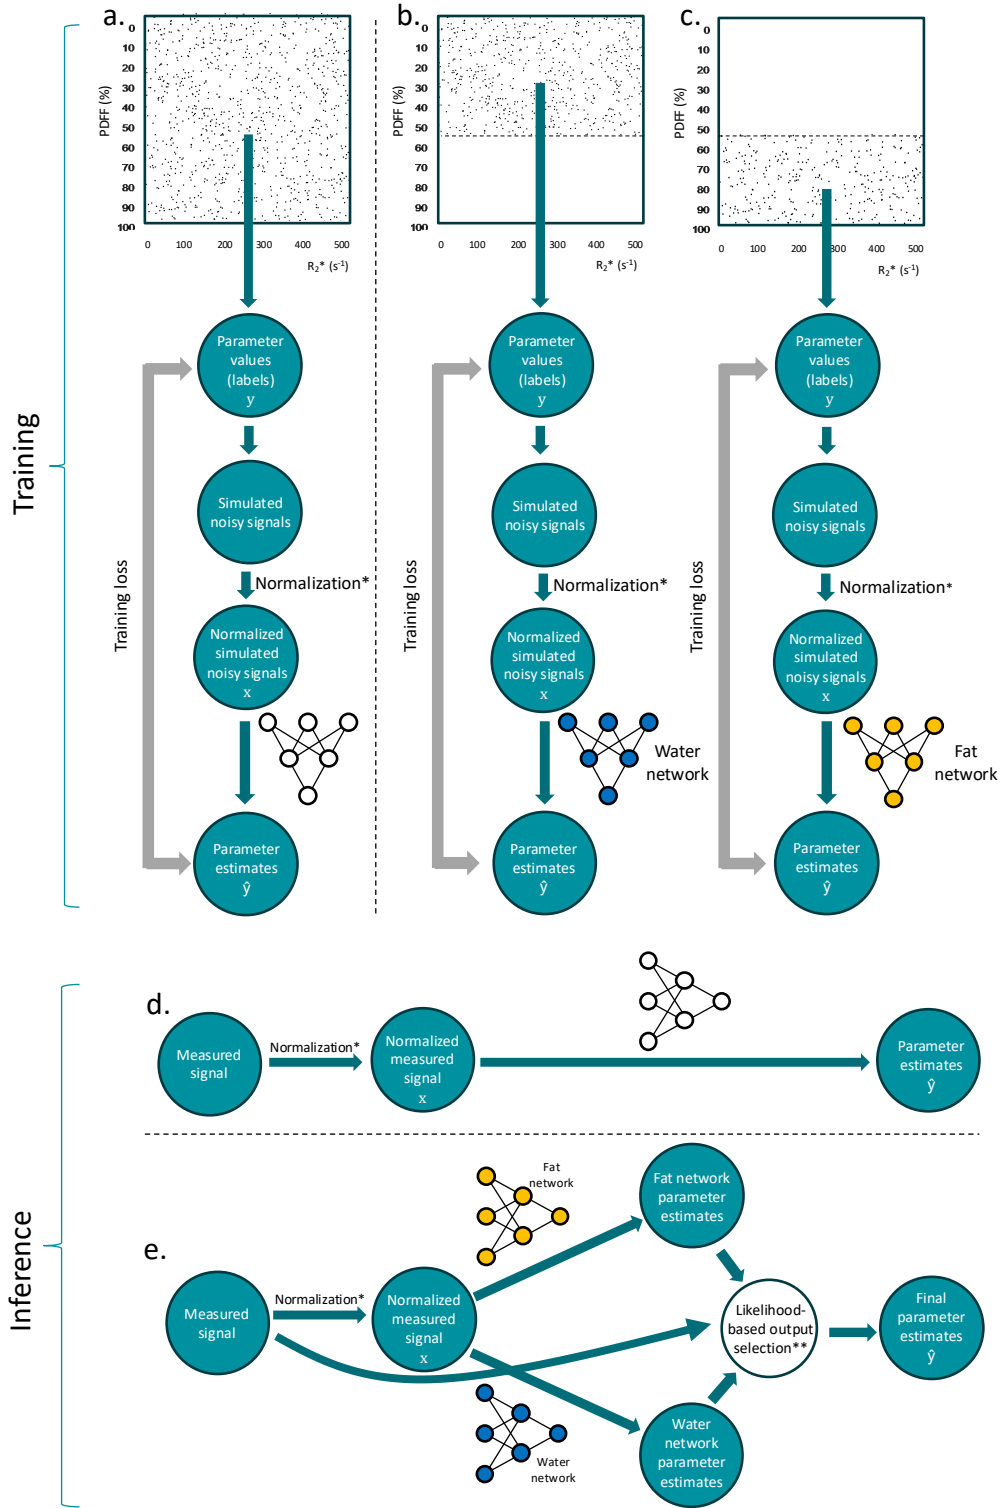 Training
a.
PDFF (%)
0
10
20
30
40
50
60
70
80
90
100
0 100 200 300 400 500
R₂* (s⁻¹)
Parameter
values
(labels)
y
Simulated
noisy signals
Normalization*
Normalized
simulated
noisy signals
x
Training loss
Parameter
estimates
ŷ
b.
PDFF (%)
0
10
20
30
40
50
60
70
80
90
100
0 100 200 300 400 500
R₂* (s⁻¹)
Parameter
values
(labels)
y
Simulated
noisy signals
Normalization*
Normalized
simulated
noisy signals
x
Training loss
Water
network
Parameter
estimates
ŷ
c.
PDFF (%)
0
10
20
30
40
50
60
70
80
90
100
0 100 200 300 400 500
R₂* (s⁻¹)
Parameter
values
(labels)
y
Simulated
noisy signals
Normalization*
Normalized
simulated
noisy signals
x
Training loss
Fat
network
Parameter
estimates
ŷ
Inference
d.
Measured
signal
Normalization*
Normalized
measured
signal
x
Parameter
estimates
ŷ
e.
Measured
signal
Normalization*
Normalized
measured
signal
x
Fat
network
Fat network
parameter
estimates
Water
network
Water
network
parameter
estimates
Likelihood-
based output
selection**
Final
parameter
estimates
ŷ